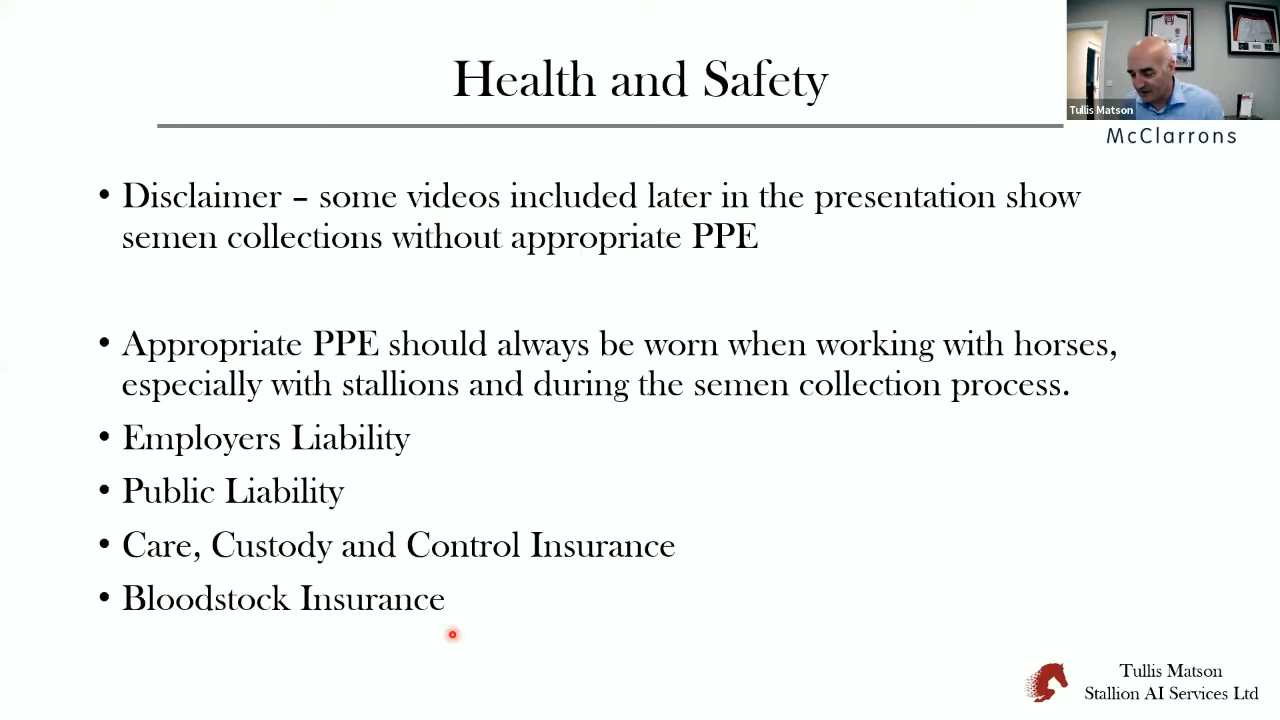 Health and Safety
Tullis Matson
McClarrons
• Disclaimer – some videos included later in the presentation show
semen collections without appropriate PPE
• Appropriate PPE should always be worn when working with horses,
especially with stallions and during the semen collection process.
• Employers Liability
• Public Liability
• Care, Custody and Control Insurance
• Bloodstock Insurance
Tullis Matson
Stallion AI Services Ltd